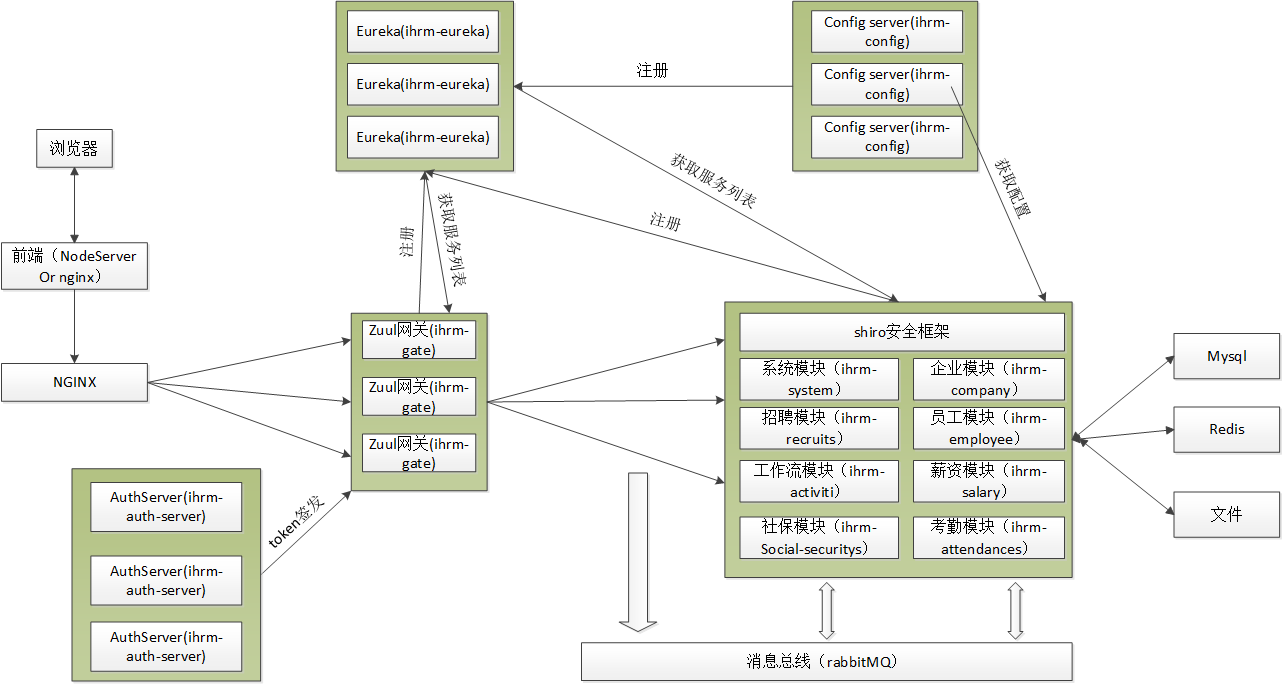 Eureka(ihrm-eureka)
Eureka(ihrm-eureka)
Eureka(ihrm-eureka)
注册
Config server(ihrm-
config)
Config server(ihrm-
config)
Config server(ihrm-
config)
浏览器
前端（NodeServer
Or nginx）
NGINX
注册
获取服务列表
获取服务列表
注册
获取配置
Zuul网关(ihrm-
gate)
Zuul网关(ihrm-
gate)
Zuul网关(ihrm-
gate)
AuthServer(ihrm-
auth-server)
AuthServer(ihrm-
auth-server)
AuthServer(ihrm-
auth-server)
token签发
shiro安全框架
系统模块（ihrm-
system）
企业模块（ihrm-
company）
招聘模块（ihrm-
recruits）
员工模块（ihrm-
employee）
工作流模块（ihrm-
activiti）
薪资模块（ihrm-
salary）
社保模块（ihrm-
Social-securitys）
考勤模块（ihrm-
attendances）
Mysql
Redis
文件
消息总线（rabbitMQ）